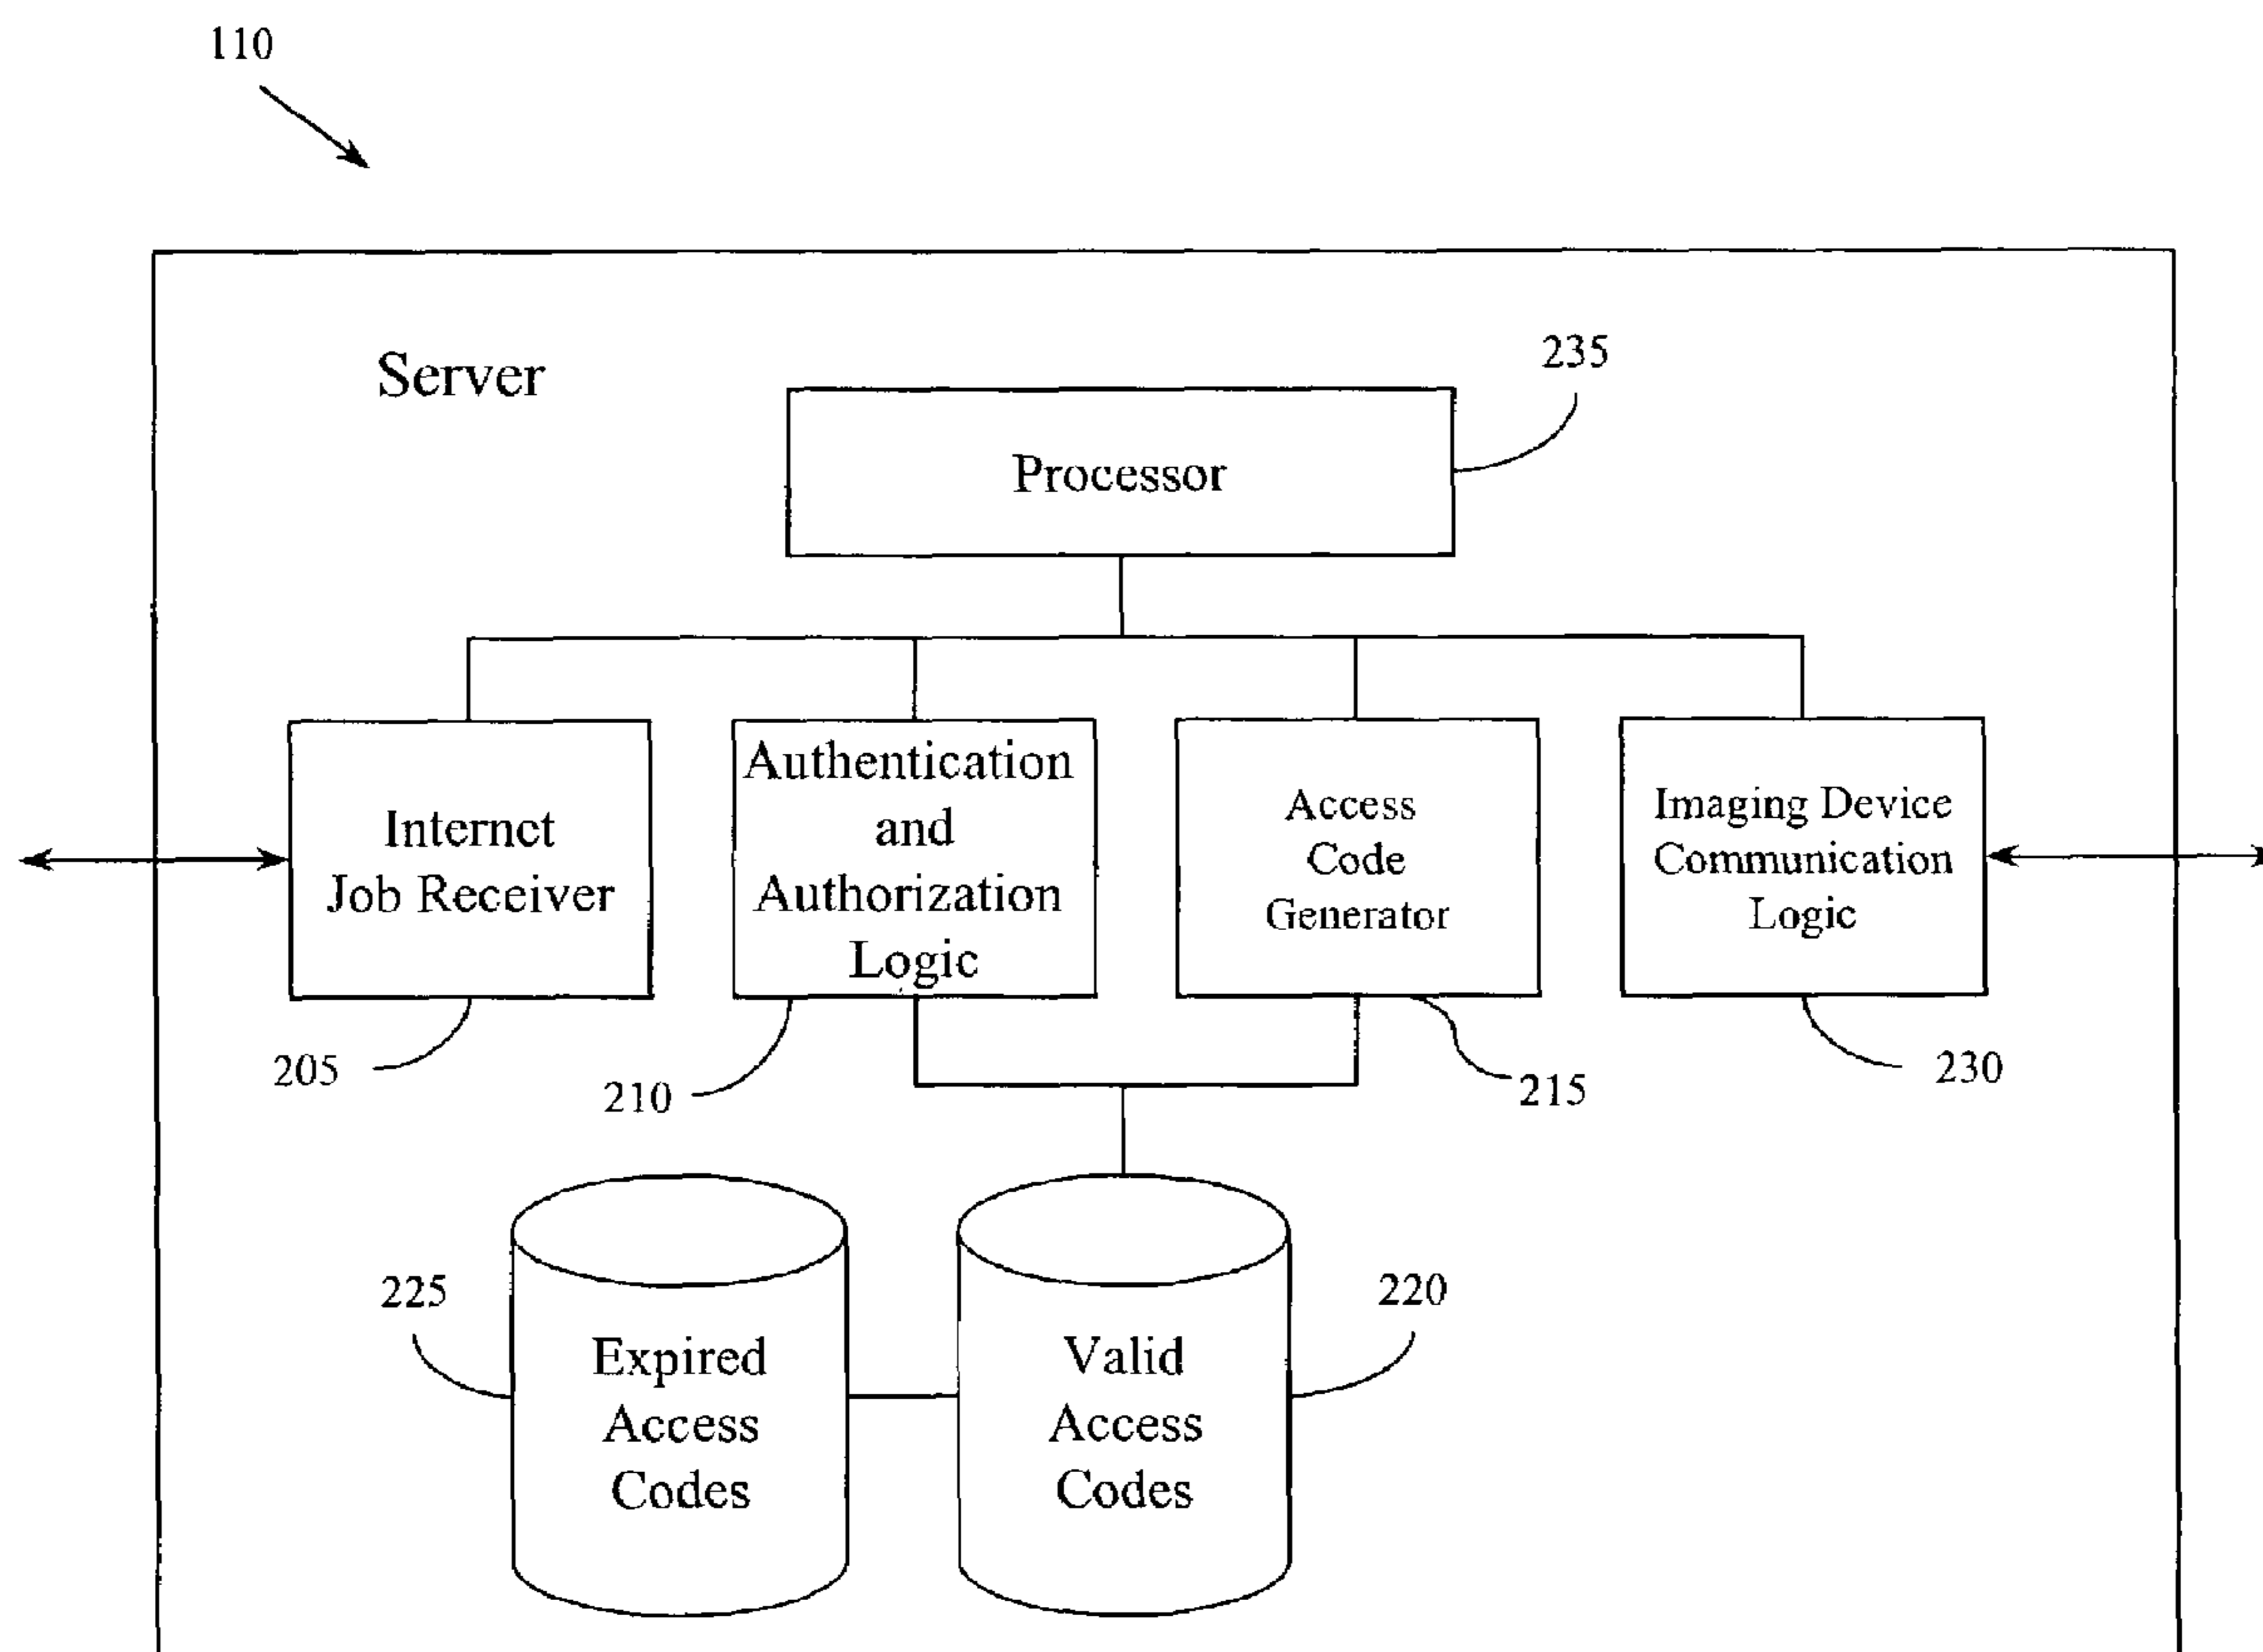 110
Server
235
Processor
Internet
Job Receiver
Authentication
and
Authorization
Logic
Access
Code
Generator
Imaging Device
Communication
Logic
205
210
215
230
225
220
Expired
Access
Codes
Valid
Access
Codes